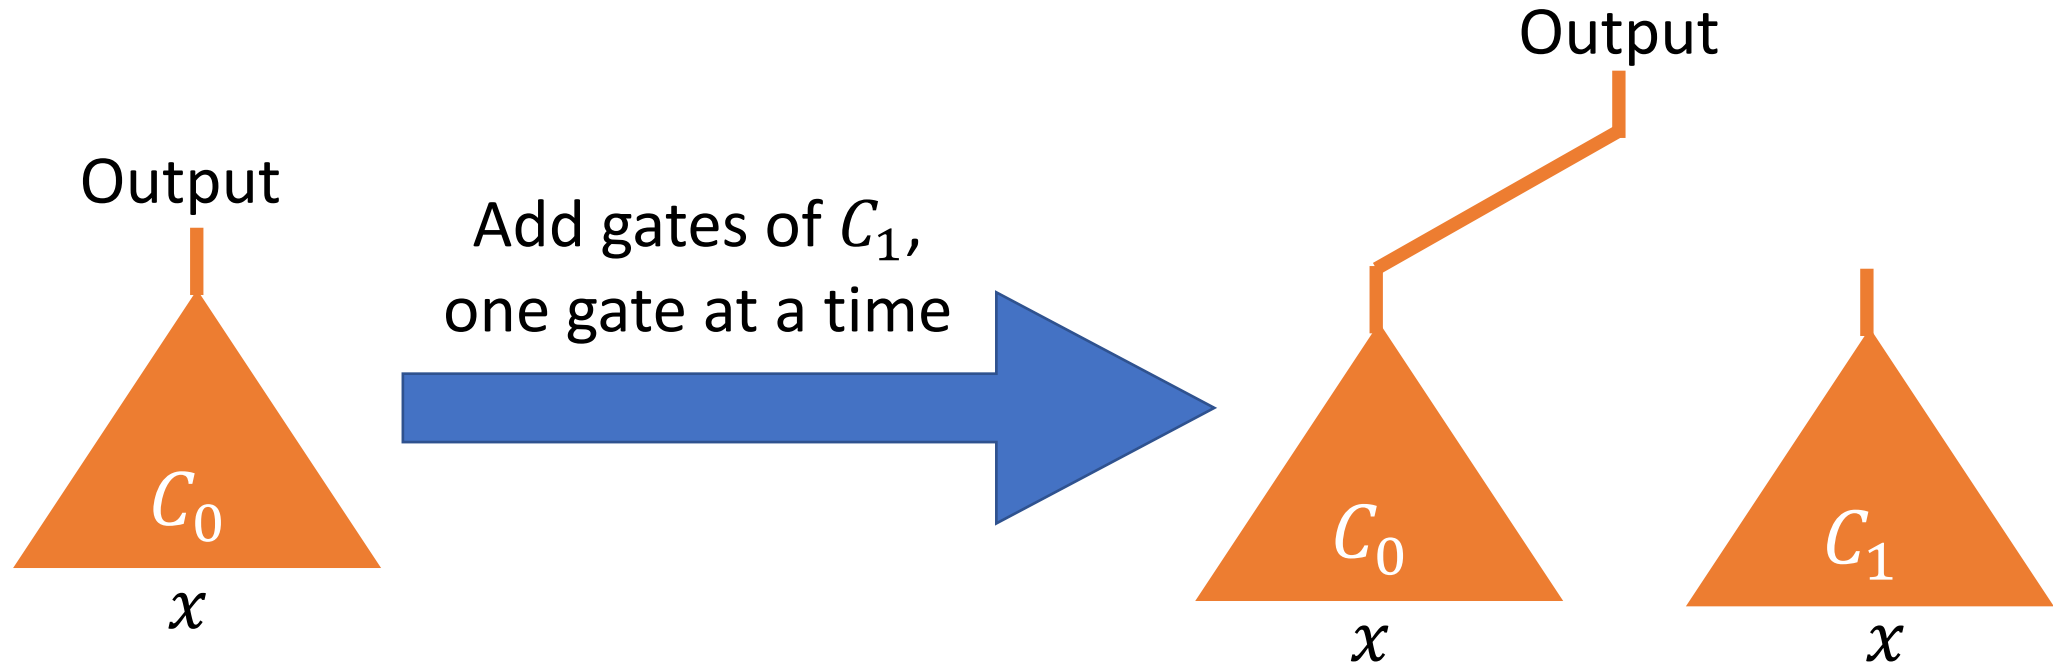 Output
C₀
x
Add gates of C₁,
one gate at a time
Output
C₀
x
C₁
x